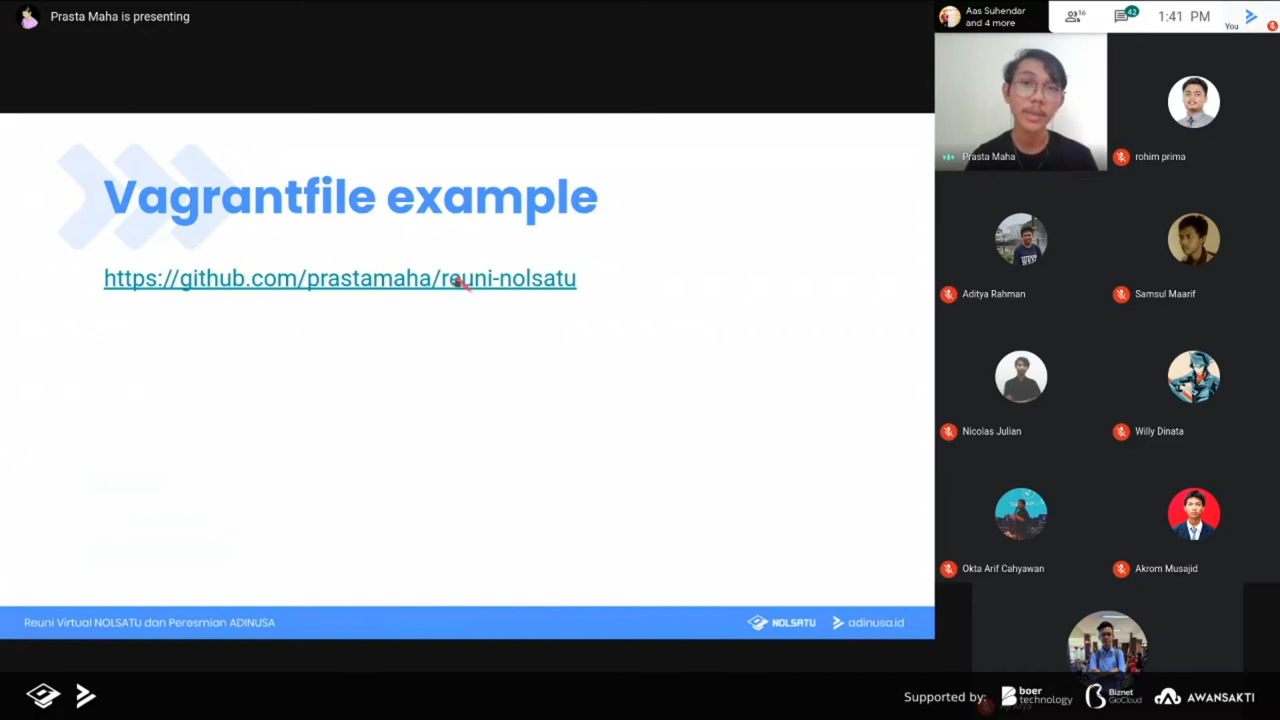 Prasta Maha is presenting
Aas Suhendar
and 4 more
16
42
1:41 PM
You
Vagrantfile example
https://github.com/prastamaha/reuni-nolsatu
Prasta Maha
rohim prima
Aditya Rahman
Samsul Maarif
Nicolas Julian
Willy Dinata
Okta Arif Cahyawan
Akrom Musajid
Reuni Virtual NOLSATU dan Peresmian ADINUSA
NOLSATU
adinusa.id
Supported by:
boer
technology
Biznet
GioCloud
AWANSAKTI